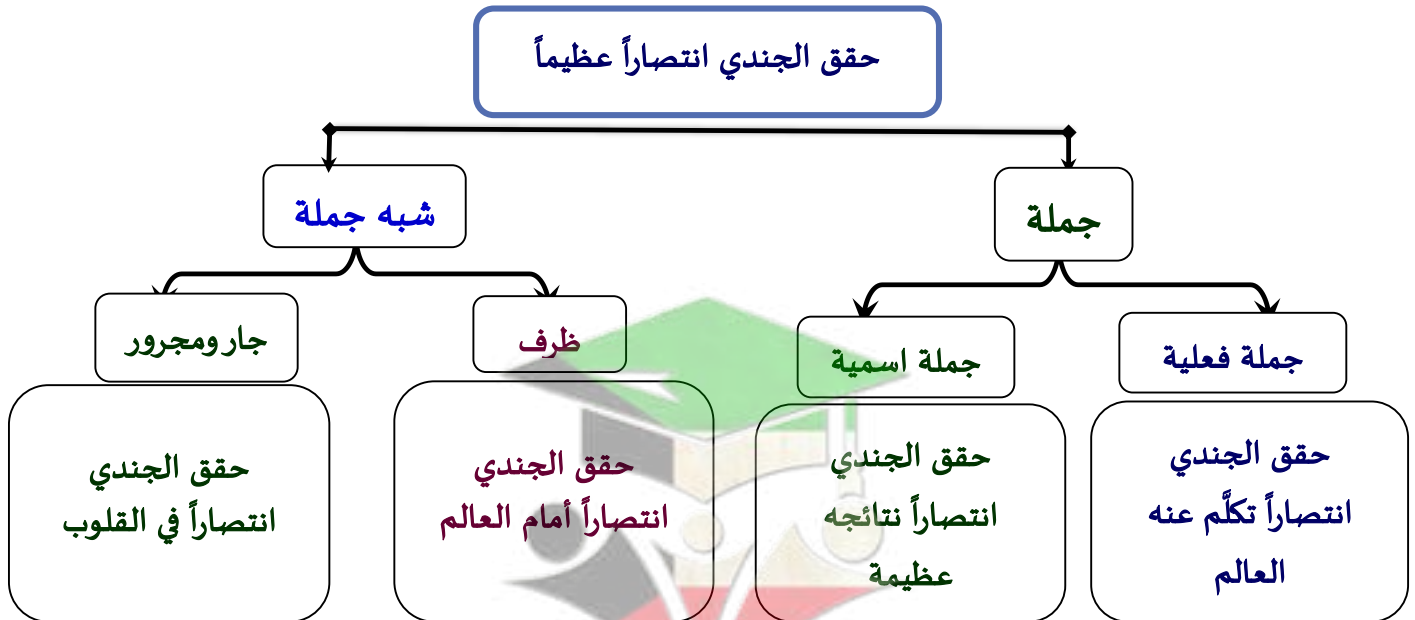 حقق الجندي انتصاراً عظيماً
جملة
شبه جملة
جملة فعلية
جملة اسمية
ظرف
جار ومجرور
حقق الجندي
انتصاراً تكلَّم عنه
العالم
حقق الجندي
انتصاراً نتائجه
عظيمة
حقق الجندي
انتصاراً أمام العالم
حقق الجندي
انتصاراً في القلوب